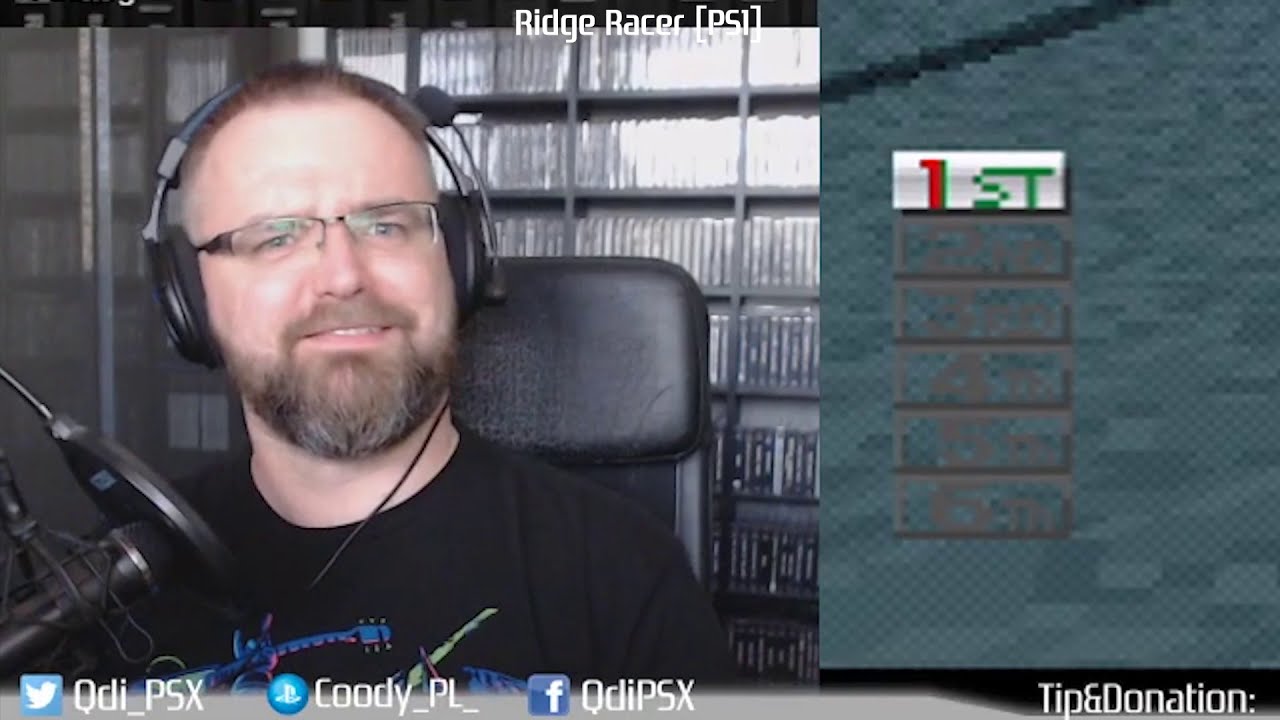 Ridge Racer [PS1]
1ST
2ND
3RD
4TH
5TH
6TH
Qdi_PSX
Coody_PL_
QdiPSX
Tip&Donation: